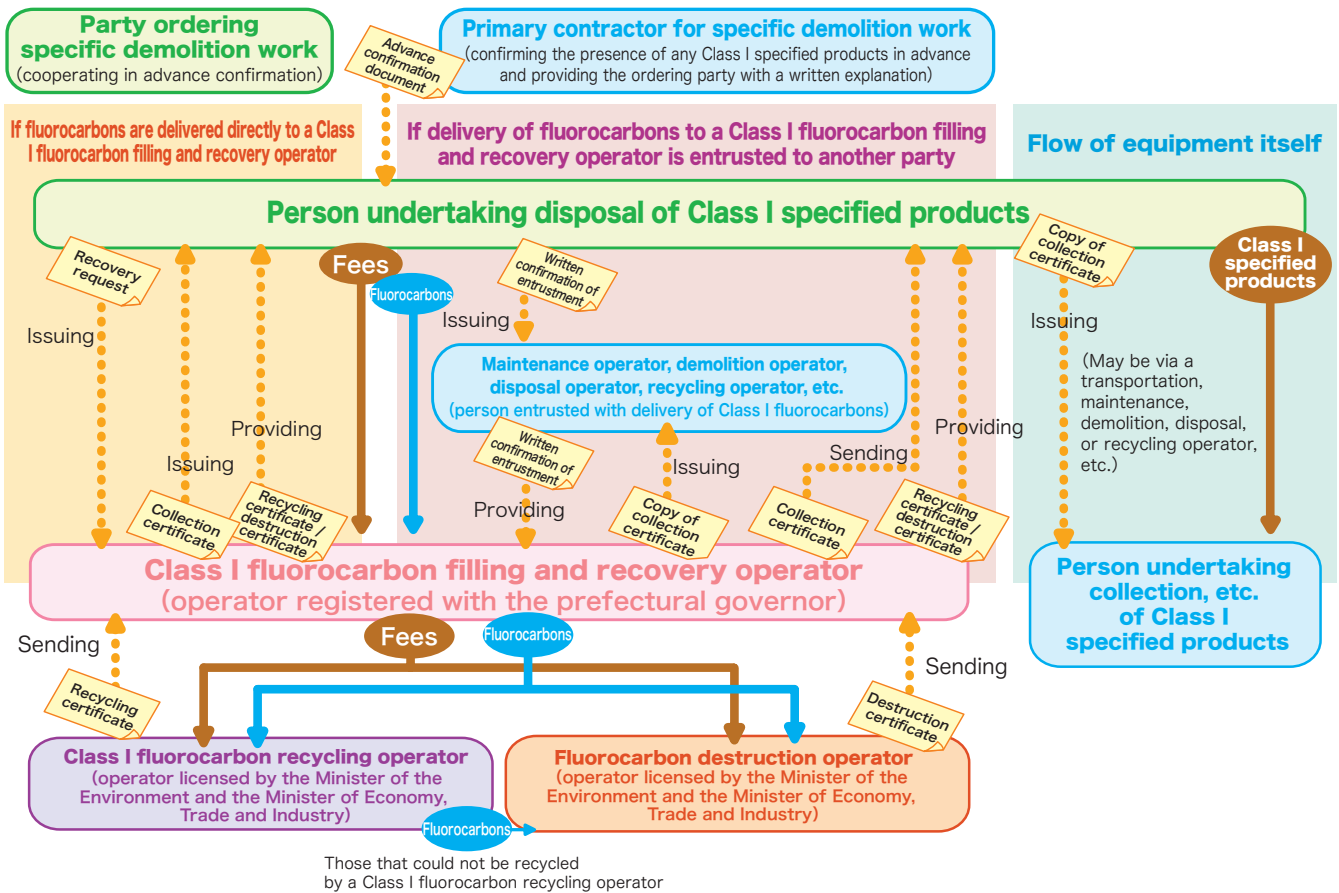 Party ordering
specific demolition work
(cooperating in advance confirmation)
Advance
confirmation
document
Primary contractor for specific demolition work
(confirming the presence of any Class I specified products in advance
and providing the ordering party with a written explanation)
If fluorocarbons are delivered directly to a Class
I fluorocarbon filling and recovery operator
If delivery of fluorocarbons to a Class I fluorocarbon filling
and recovery operator is entrusted to another party
Flow of equipment itself
Person undertaking disposal of Class I specified products
Recovery
request
Issuing
Issuing
Collection
certificate
Providing
Recycling
certificate /
destruction
certificate
Fees
Fluorocarbons
Written
confirmation of
entrustment
Issuing
Maintenance operator, demolition operator,
disposal operator, recycling operator, etc.
(person entrusted with delivery of Class I fluorocarbons)
Written
confirmation of
entrustment
Providing
Issuing
Copy of
collection
certificate
Sending
Collection
certificate
Providing
Recycling
certificate /
destruction
certificate
Copy of
collection
certificate
Issuing
(May be via a
transportation,
maintenance,
demolition, disposal,
or recycling operator,
etc.)
Class I
specified
products
Person undertaking
collection, etc.
of Class I
specified products
Class I fluorocarbon filling and recovery operator
(operator registered with the prefectural governor)
Sending
Recycling
certificate
Fees
Fluorocarbons
Sending
Destruction
certificate
Class I fluorocarbon recycling operator
(operator licensed by the Minister of the
Environment and the Minister of Economy,
Trade and Industry)
Fluorocarbon destruction operator
(operator licensed by the Minister of the
Environment and the Minister of Economy,
Trade and Industry)
Fluorocarbons
Those that could not be recycled
by a Class I fluorocarbon recycling operator